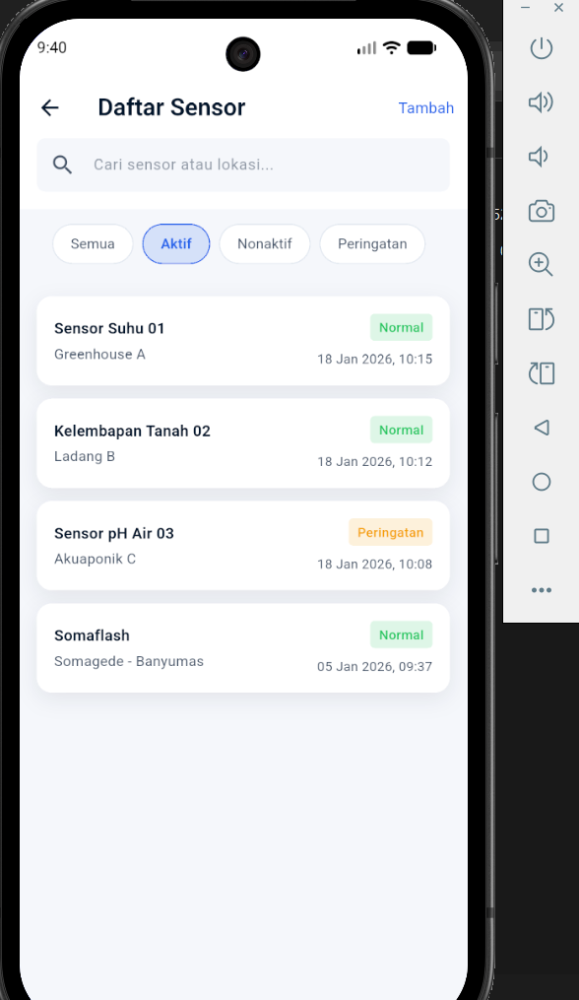 9:40
Daftar Sensor
Tambah
Cari sensor atau lokasi...
Semua
Aktif
Nonaktif
Peringatan
Sensor Suhu 01
Normal
Greenhouse A
18 Jan 2026, 10:15
Kelembapan Tanah 02
Normal
Ladang B
18 Jan 2026, 10:12
Sensor pH Air 03
Peringatan
Akuaponik C
18 Jan 2026, 10:08
Somaflash
Normal
Somagede - Banyumas
05 Jan 2026, 09:37